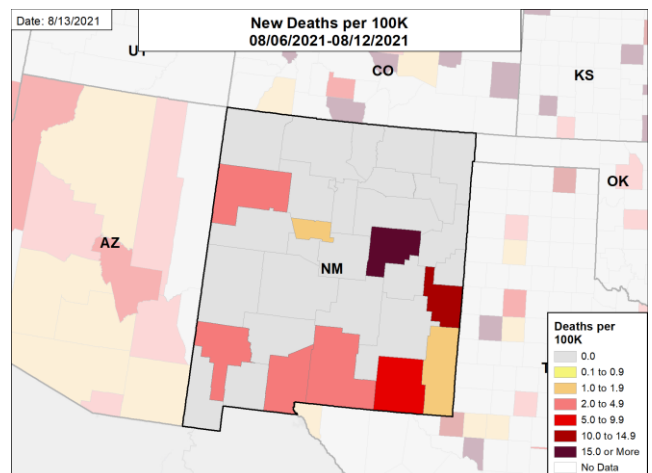 Date: 8/13/2021
New Deaths per 100K
08/06/2021-08/12/2021
UT
CO
KS
OK
AZ
NM
T
Deaths per
100K
0.0
0.1 to 0.9
1.0 to 1.9
2.0 to 4.9
5.0 to 9.9
10.0 to 14.9
15.0 or More
No Data